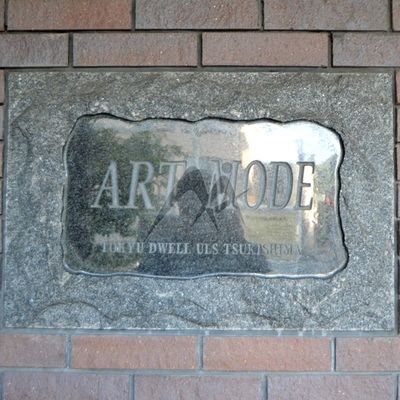 ART MODE
TOKYU DWELL ULS TSUKISHIMA